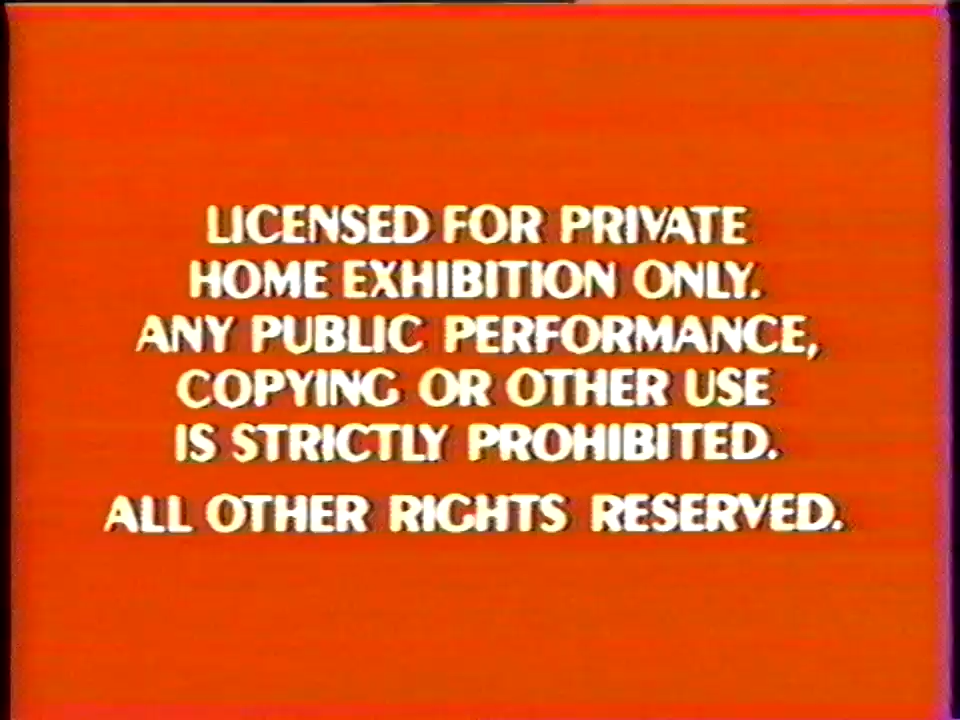 LICENSED FOR PRIVATE
HOME EXHIBITION ONLY.
ANY PUBLIC PERFORMANCE,
COPYING OR OTHER USE
IS STRICTLY PROHIBITED.
ALL OTHER RIGHTS RESERVED.